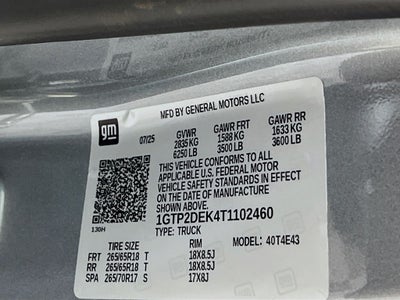 MFD BY GENERAL MOTORS LLC
gm
07/25 GVWR GAWR FRT GAWR RR
2835 KG 1588 KG 1633 KG
6250 LB 3500 LB 3600 LB
THIS VEHICLE CONFORMS TO ALL
APPLICABLE U.S. FEDERAL MOTOR
VEHICLE SAFETY STANDARDS IN EFFECT
ON THE DATE OF MANUFACTURE
SHOWN ABOVE.
1GTP2DEK4T1102460
130H TYPE: TRUCK
TIRE SIZE RIM MODEL: 40T4E43
FRT 265/65R18 T 18X8.5J
RR 265/65R18 T 18X8.5J
SPA 265/70R17 S 17X8J